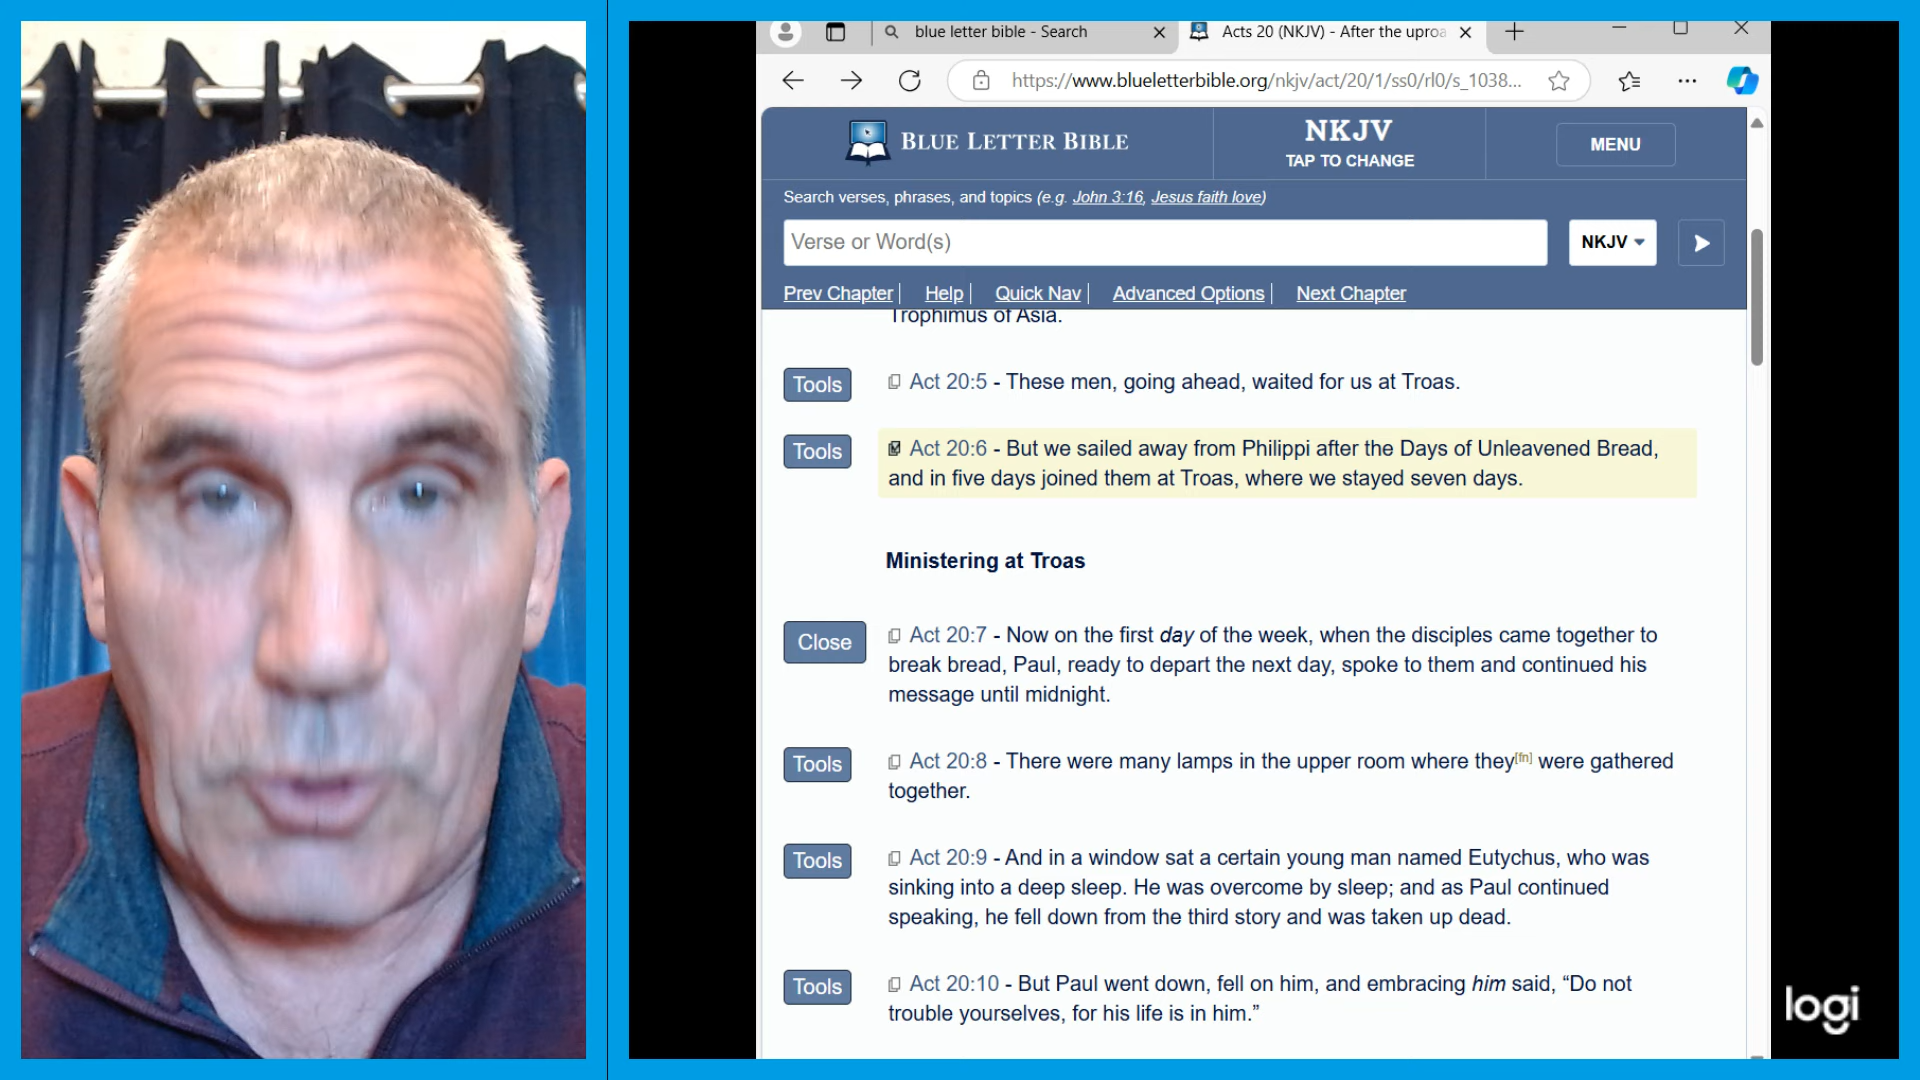 blue letter bible - Search
Acts 20 (NKJV) - After the uproa
https://www.blueletterbible.org/nkjv/act/20/1/ss0/rl0/s_1038...
BLUE LETTER BIBLE
NKJV
TAP TO CHANGE
MENU
Search verses, phrases, and topics (e.g. John 3:16, Jesus faith love)
Verse or Word(s)
NKJV
Prev Chapter | Help | Quick Nav | Advanced Options | Next Chapter
Trophimus of Asia.
Tools
Act 20:5 - These men, going ahead, waited for us at Troas.
Tools
Act 20:6 - But we sailed away from Philippi after the Days of Unleavened Bread,
and in five days joined them at Troas, where we stayed seven days.
Ministering at Troas
Close
Act 20:7 - Now on the first day of the week, when the disciples came together to
break bread, Paul, ready to depart the next day, spoke to them and continued his
message until midnight.
Tools
Act 20:8 - There were many lamps in the upper room where they[fn] were gathered
together.
Tools
Act 20:9 - And in a window sat a certain young man named Eutychus, who was
sinking into a deep sleep. He was overcome by sleep; and as Paul continued
speaking, he fell down from the third story and was taken up dead.
Tools
Act 20:10 - But Paul went down, fell on him, and embracing him said, “Do not
trouble yourselves, for his life is in him.”
logi